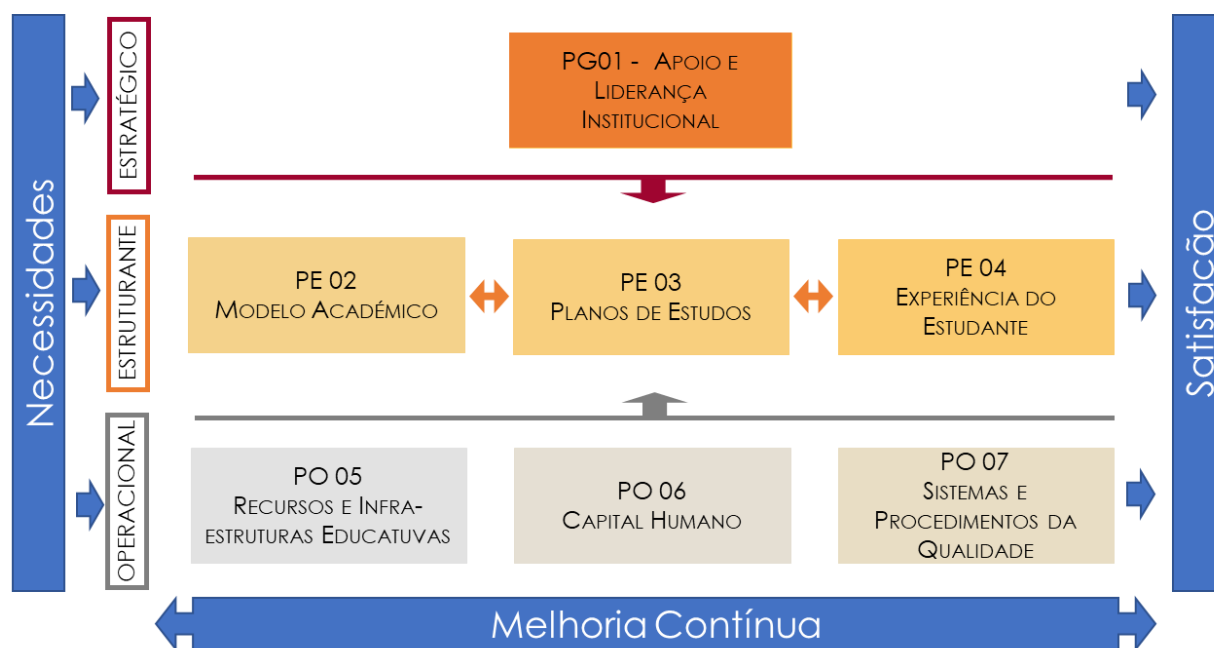 Necessidades
ESTRATÉGICO
PG01 - APOIO E
LIDERANÇA
INSTITUCIONAL
ESTRUTURANTE
PE 02
MODELO ACADÉMICO
PE 03
PLANOS DE ESTUDOS
PE 04
EXPERIÊNCIA DO
ESTUDANTE
OPERACIONAL
PO 05
RECURSOS E INFRA-
ESTRUTURAS EDUCATUVAS
PO 06
CAPITAL HUMANO
PO 07
SISTEMAS E
PROCEDIMENTOS DA
QUALIDADE
Satisfação
Melhoria Contínua